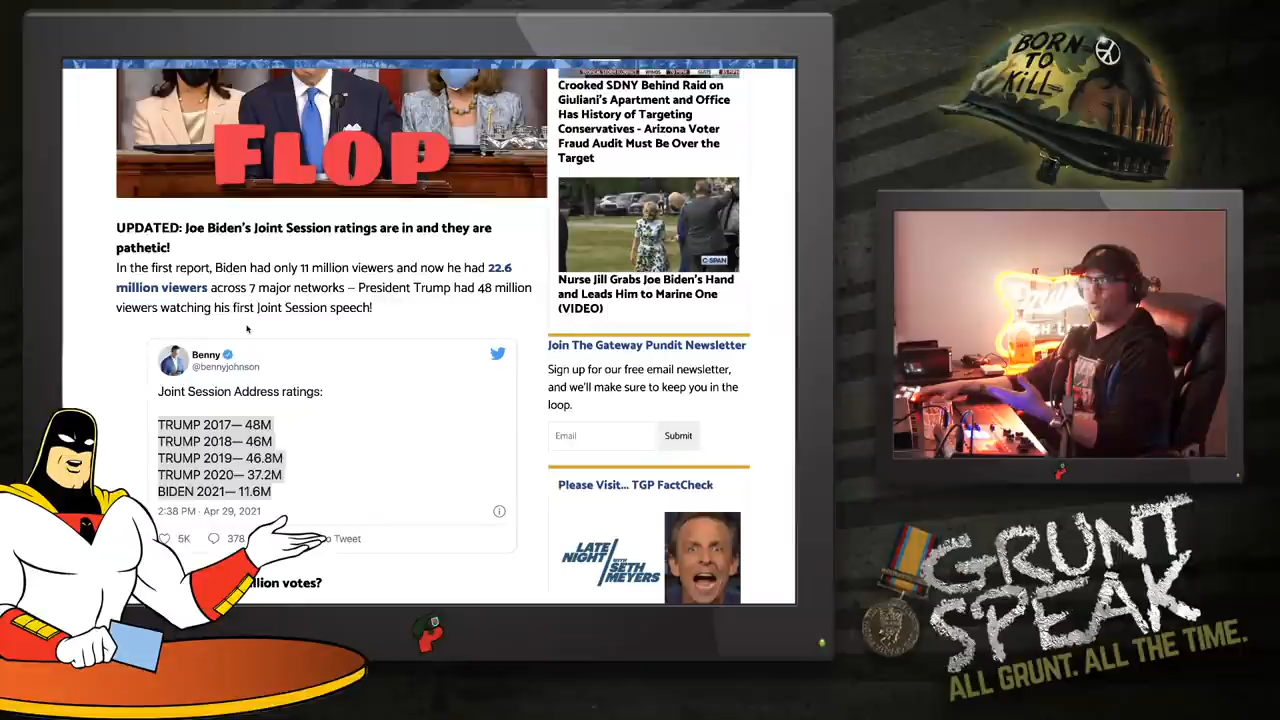 FLOP
UPDATED: Joe Biden's Joint Session ratings are in and they are
pathetic!
In the first report, Biden had only 11 million viewers and now he had 22.6
million viewers across 7 major networks – President Trump had 48 million
viewers watching his first Joint Session speech!
Benny
@bennyjohnson
Joint Session Address ratings:
TRUMP 2017— 48M
TRUMP 2018— 46M
TRUMP 2019— 46.8M
TRUMP 2020— 37.2M
BIDEN 2021— 11.6M
2:38 PM · Apr 29, 2021
5K
378
Tweet
llion votes?
Crooked SDNY Behind Raid on
Giuliani's Apartment and Office
Has History of Targeting
Conservatives - Arizona Voter
Fraud Audit Must Be Over the
Target
C-SPAN
Nurse Jill Grabs Joe Biden's Hand
and Leads Him to Marine One
(VIDEO)
Join The Gateway Pundit Newsletter
Sign up for our free email newsletter,
and we'll make sure to keep you in the
loop.
Email
Submit
Please Visit... TGP FactCheck
LATE
NIGHT
WITH
SETH
MEYERS
BORN
TO
KILL
GRUNT
SPEAK
ALL GRUNT. ALL THE TIME.